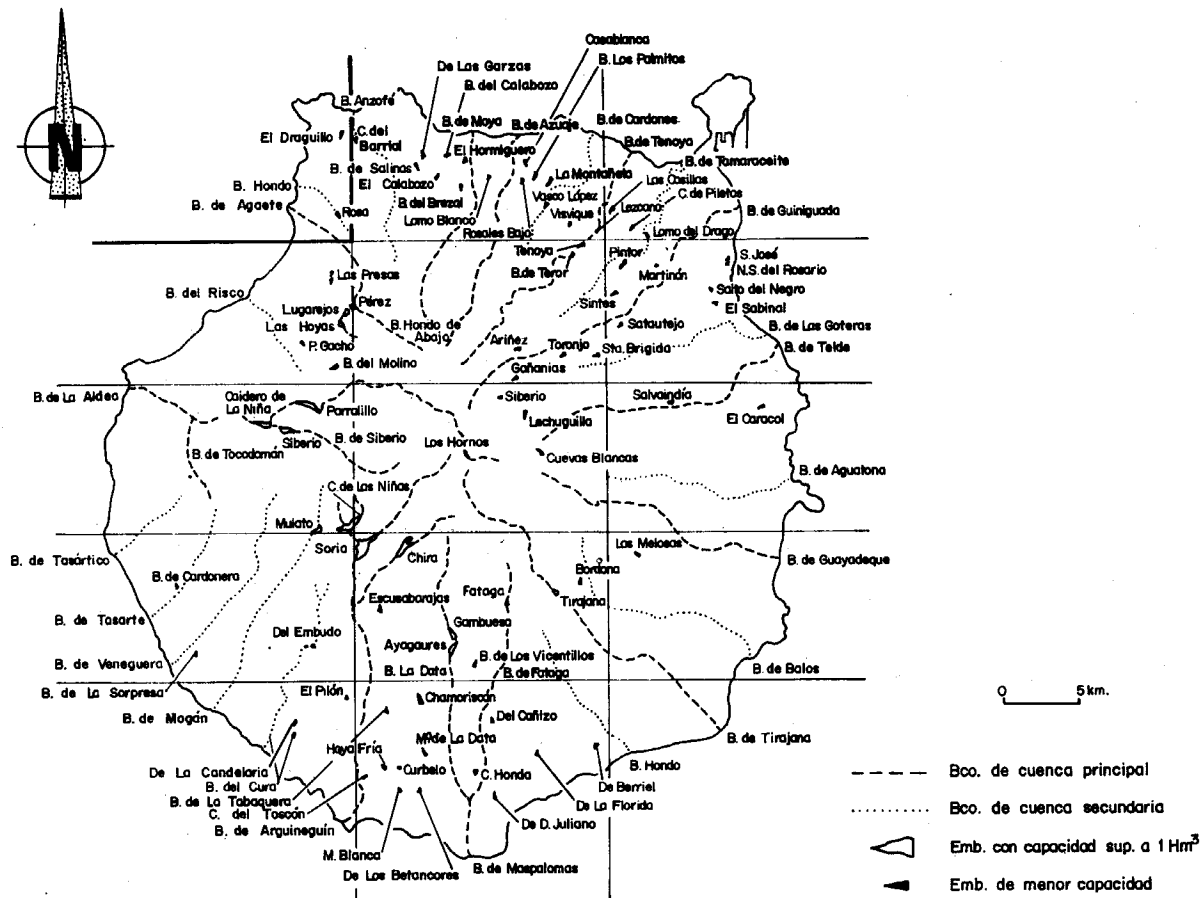 N
Casablanca
B. Los Palmitos
De Las Garzas
B. del Calabozo
B. Anzofé
B. de Moya
B. de Azuaje
B. de Cardones
El Draguillo
C. del
Barrial
B. de Tenoya
El Hormiguero
B. de Tamaraceite
B. de Salinas
La Montañeta
Las Casillas
El Calabozo
B. Hondo
B. del Brezal
Vasco López
C. de Piletas
B. de Agaete
Rosa
Lomo Blanco
Visvique
Lezcano
B. de Guiniguada
Rosales Bajo
Lomo del Drago
Tenoya
Pintor
S. José
Las Presas
B. de Teror
Martinón
N.S. del Rosario
B. del Risco
Pérez
Salto del Negro
Lugarejos
Sintes
El Sabinal
Las Hoyas
B. Hondo de
Abajo
Satautejo
B. de Las Goteras
P. Gacho
Ariñez
Toronjo
Sta. Brigida
B. de Telde
B. del Molino
Gañanias
B. de La Aldea
Caidero de
La Niña
Parralillo
Siberio
Salvaindía
Lechuguilla
El Caracol
Siberio
B. de Siberio
Los Hornos
B. de Tocodomán
Cuevas Blancas
B. de Aguatona
C. de Las Niñas
Mulato
Soria
Chira
Las Melosas
B. de Tasártico
B. de Guayadeque
B. de Cardonera
Bordona
Escusabarajas
Fataga
Tirajana
B. de Tasarte
Gambuesa
Del Embudo
Ayagaures
B. de Veneguera
B. La Data
B. de Los Vicentillos
B. de Fataga
B. de Balos
B. de La Sorpresa
El Pilón
Chamoriscán
0 5 km.
B. de Mogán
Del Cañizo
B. de Tirajana
Haya Fría
Mª de La Data
De La Candelaria
Curbelo
C. Honda
B. Hondo
B. del Cura
De Berriel
B. de La Tabaquera
De La Florida
C. del Toscón
De D. Juliano
B. de Arguineguín
M. Blanca
De Los Betancores
B. de Maspalomas
Bco. de cuenca principal
Bco. de cuenca secundaria
Emb. con capacidad sup. a 1 Hm³
Emb. de menor capacidad